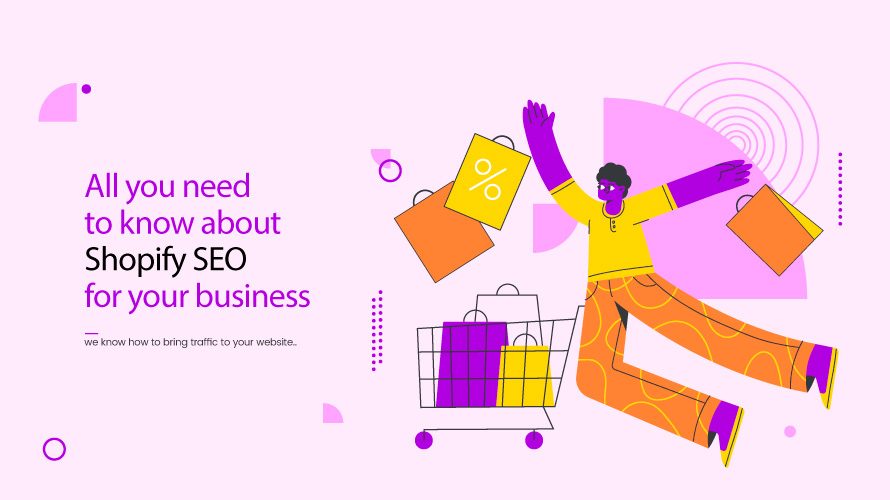 All you need
to know about
Shopify SEO
for your business
we know how to bring traffic to your website..
%